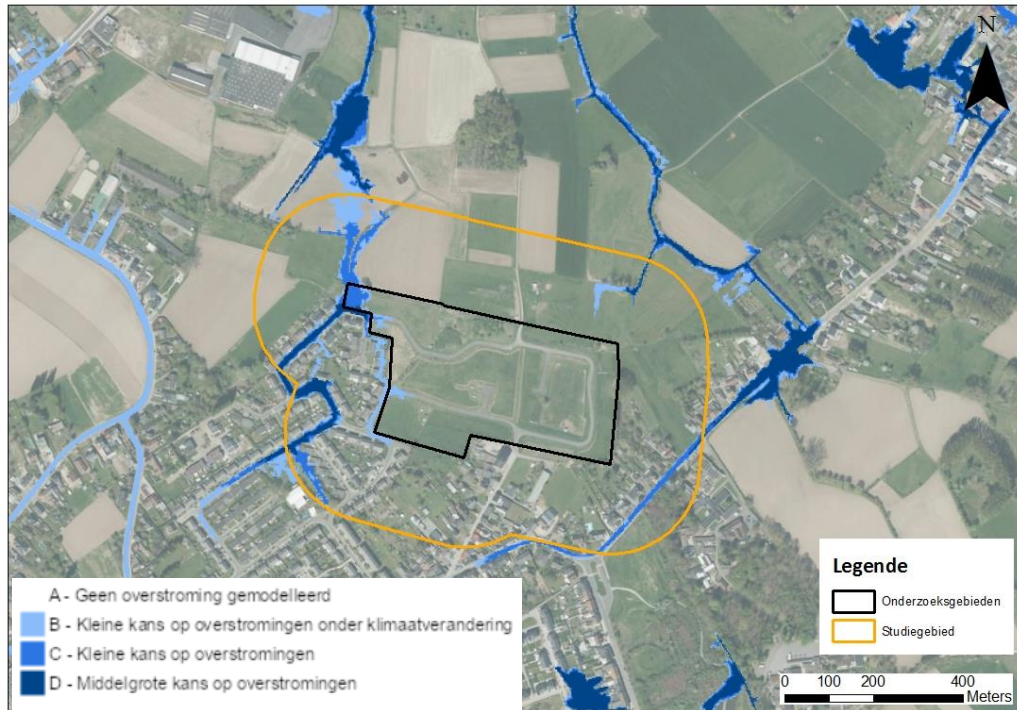 N
A - Geen overstroming gemodelleerd
B - Kleine kans op overstromingen onder klimaatverandering
C - Kleine kans op overstromingen
D - Middelgrote kans op overstromingen
Legende
Onderzoeksgebieden
Studiegebied
0 100 200 400
Meters